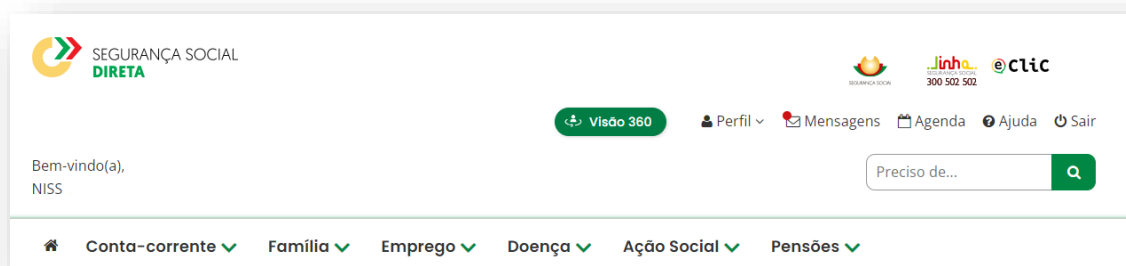 SEGURANÇA SOCIAL
DIRETA
SEGURANÇA SOCIAL
Linha
SEGURANÇA SOCIAL
300 502 502
eclic
Visão 360
Perfil
Mensagens
Agenda
Ajuda
Sair
Bem-vindo(a),
NISS
Preciso de...
Conta-corrente
Família
Emprego
Doença
Ação Social
Pensões